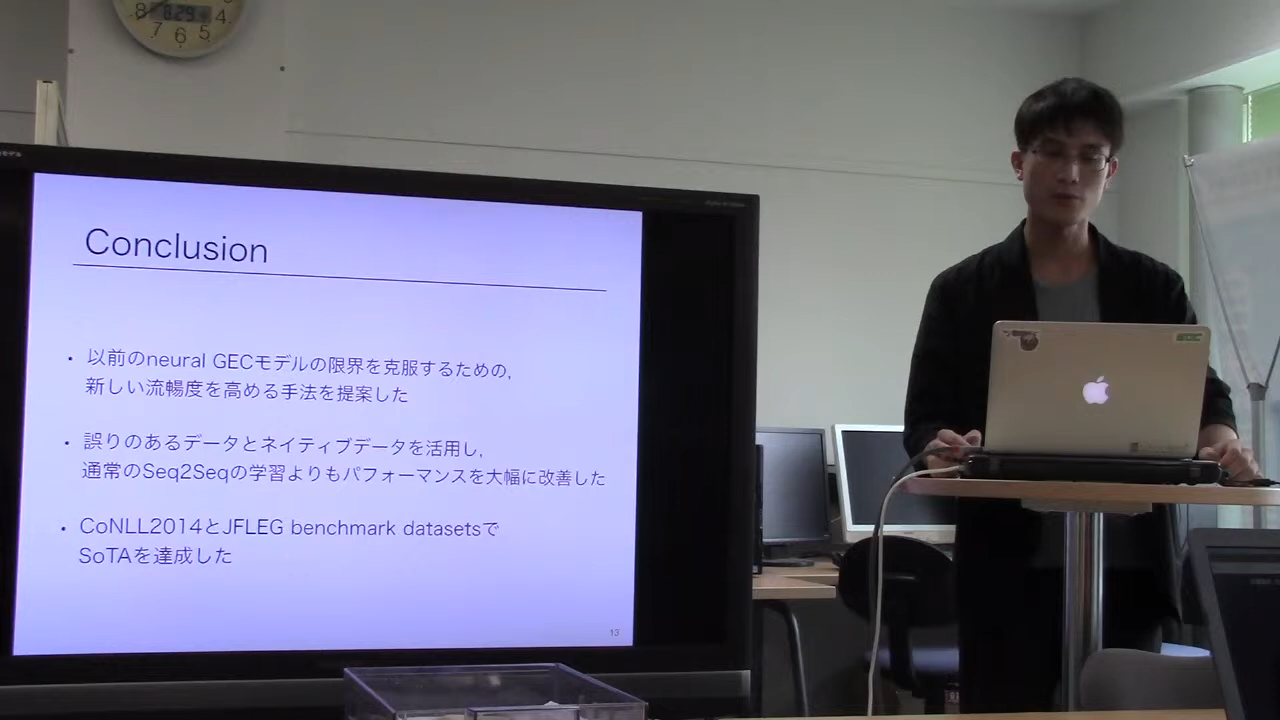 8
7
6
5
4
Conclusion
・以前のneural GECモデルの限界を克服するための,
新しい流暢度を高める手法を提案した
・誤りのあるデータとネイティブデータを活用し,
通常のSeq2Seqの学習よりもパフォーマンスを大幅に改善した
・CoNLL2014とJFLEG benchmark datasetsで
SoTAを達成した
13